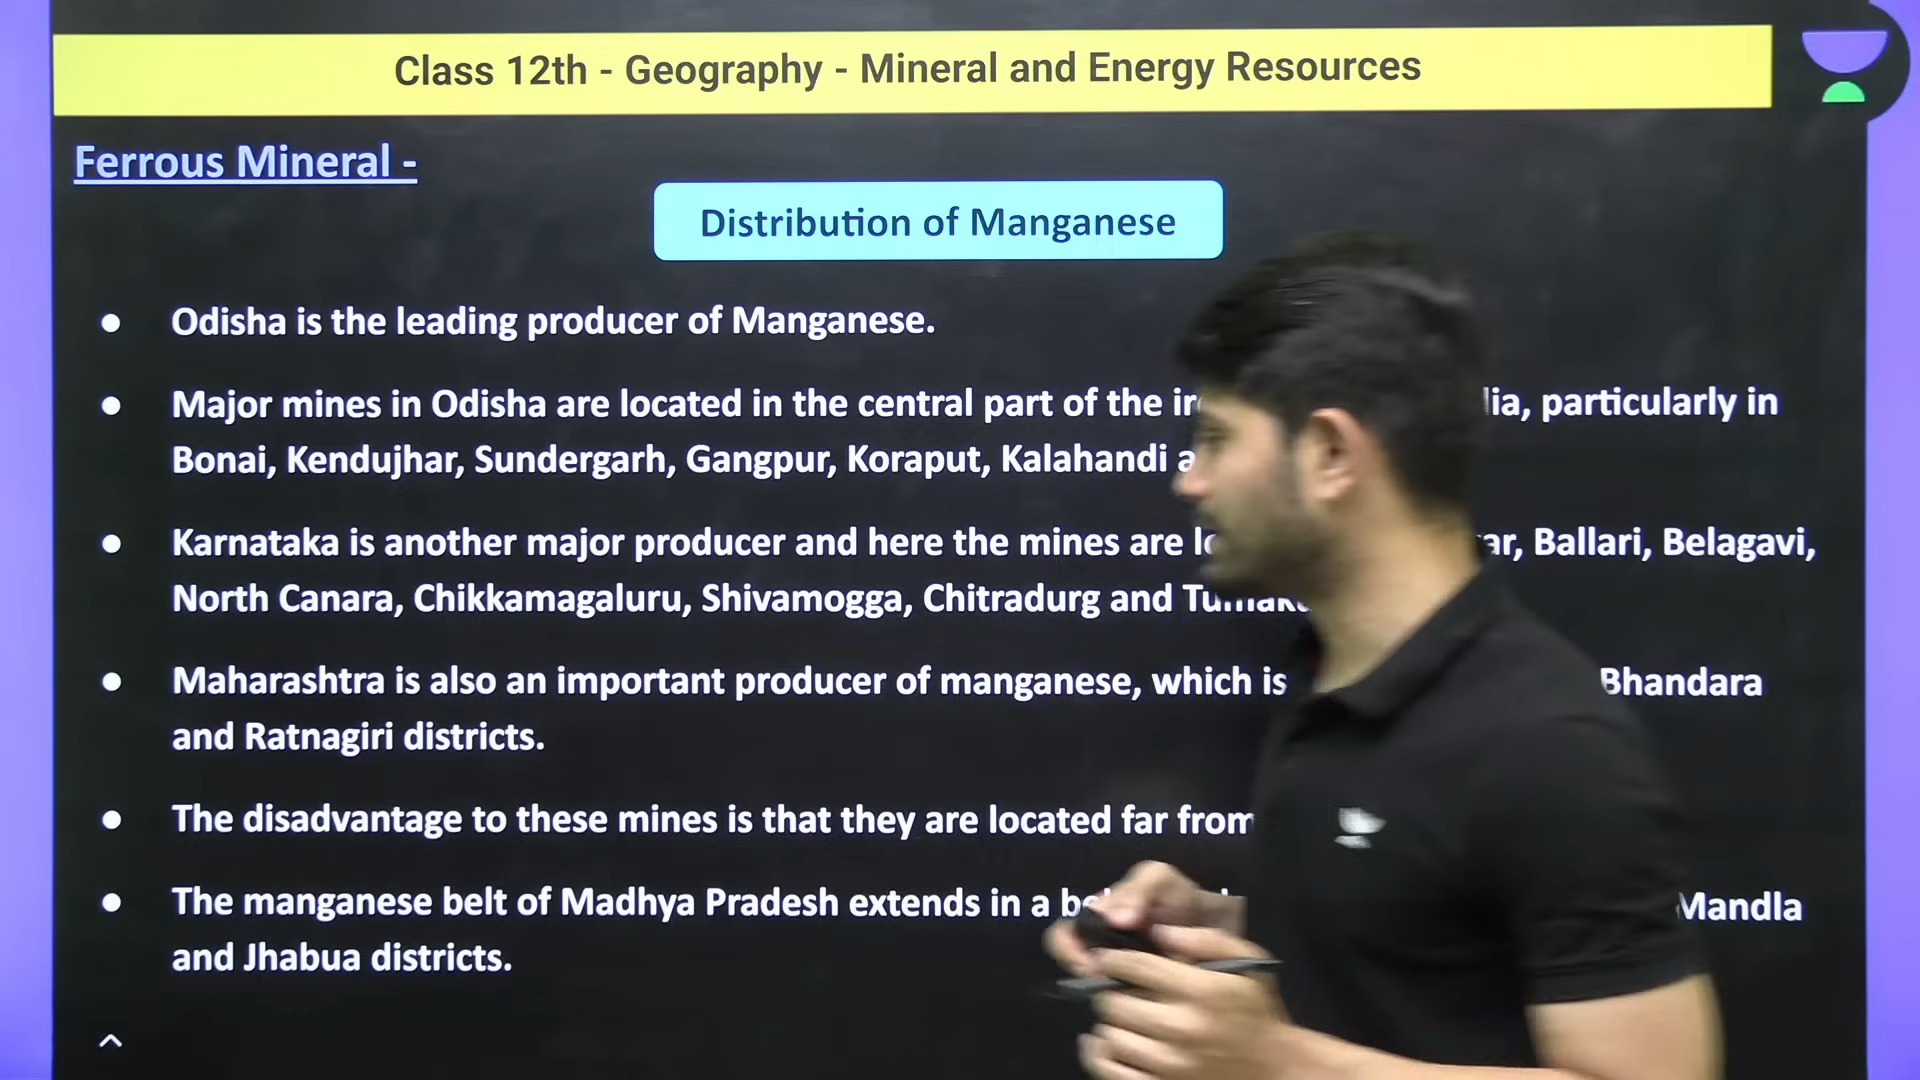 Class 12th - Geography - Mineral and Energy Resources
Ferrous Mineral -
Distribution of Manganese
● Odisha is the leading producer of Manganese.
● Major mines in Odisha are located in the central part of the particularly in
Bonai, Kendujhar, Sundergarh, Gangpur, Koraput, Kalahandi
● Karnataka is another major producer and here the mines are Ballari, Belagavi,
North Canara, Chikkamagaluru, Shivamogga, Chitradurg and
● Maharashtra is also an important producer of manganese, which is Bhandara
and Ratnagiri districts.
● The disadvantage to these mines is that they are located far from
● The manganese belt of Madhya Pradesh extends in a Mandla
and Jhabua districts.